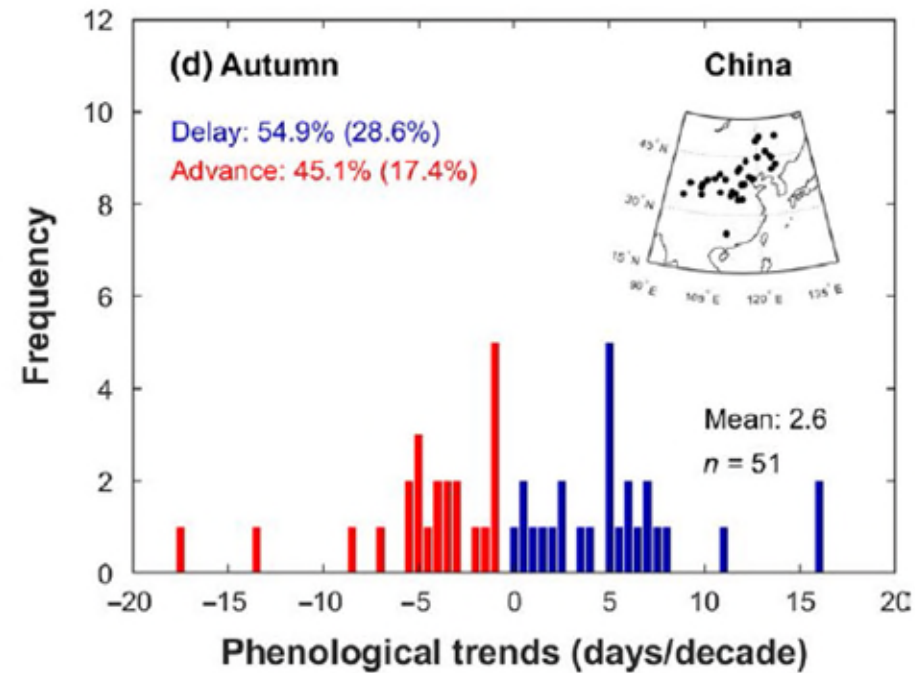 (d) Autumn
China
Delay: 54.9% (28.6%)
Advance: 45.1% (17.4%)
45°N
30°N
15°N
90°E 105°E 120°E 135°E
Mean: 2.6
n = 51
12
10
8
6
4
2
0
Frequency
−20 −15 −10 −5 0 5 10 15 20
Phenological trends (days/decade)